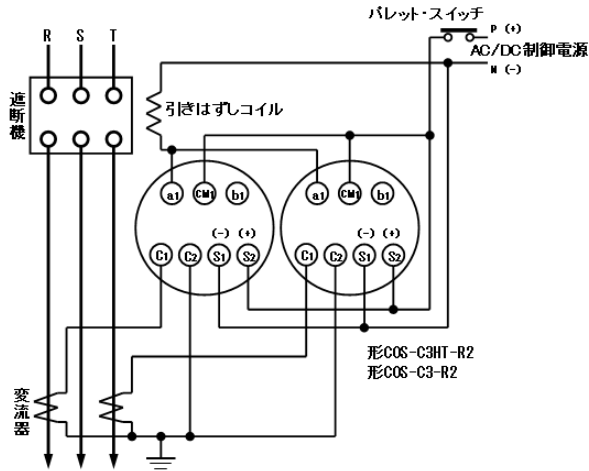 パレット・スイッチ
R S T
P (+)
AC/DC制御電源
N (-)
遮断機
引きはずしコイル
a1 CM1 b1
a1 CM1 b1
(-) (+)
(-) (+)
C1 C2 S1 S2
C1 C2 S1 S2
形COS-C3HT-R2
形COS-C3-R2
変流器